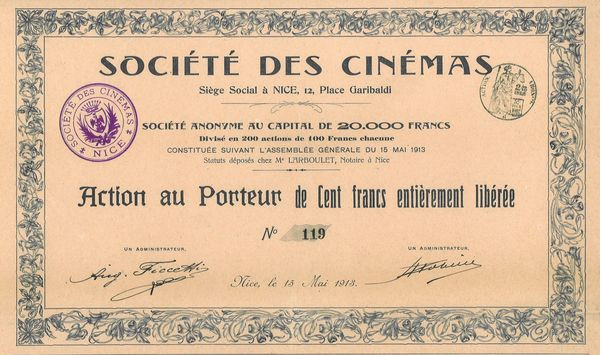 SOCIÉTÉ DES CINÉMAS
Siège Social à NICE, 12, Place Garibaldi
SOCIÉTÉ DES CINÉMAS
NICE
SOCIÉTÉ ANONYME AU CAPITAL DE 20.000 FRANCS
Divisé en 200 actions de 100 Francs chacune
CONSTITUÉE SUIVANT L'ASSEMBLÉE GÉNÉRALE DU 15 MAI 1913
Statuts déposés chez Me LARBOULET, Notaire à Nice
Action au Porteur de Cent francs entièrement libérée
No 119
UN ADMINISTRATEUR,
UN ADMINISTRATEUR,
Nice, le 15 Mai 1913.